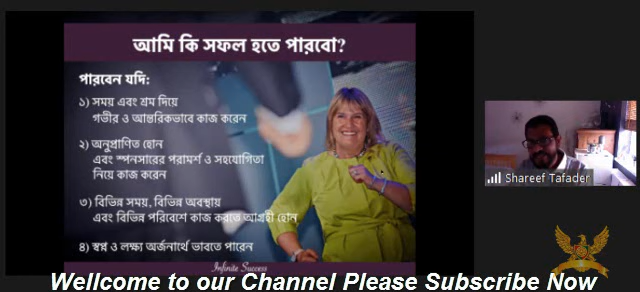 আমি কি সফল হতে পারবো?
পারবেন যদি:
১) সময় এবং শ্রম দিয়ে
গভীর ও আন্তরিকভাবে কাজ করেন
২) অনুপ্রাণিত হোন
এবং স্পনসারের পরামর্শ ও সহযোগিতা
নিয়ে কাজ করেন
৩) বিভিন্ন সময়, বিভিন্ন অবস্থায়
এবং বিভিন্ন পরিবেশে কাজ করতে আগ্রহী হোন
৪) স্বপ্ন ও লক্ষ্য অর্জনার্থে ভাবতে পারেন
Infinite Success
Shareef Tafader
Wellcome to our Channel Please Subscribe Now